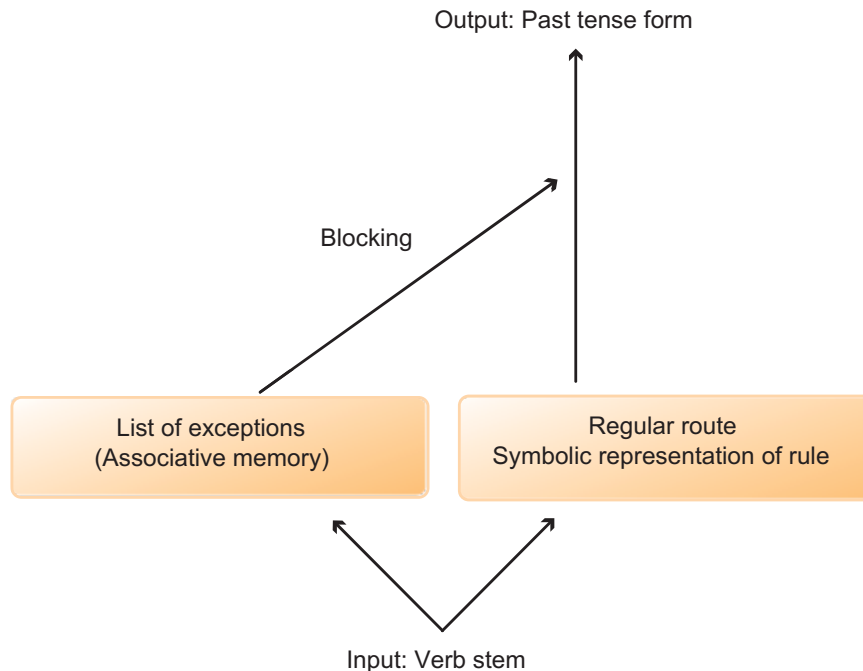 Output: Past tense form
Blocking
List of exceptions
(Associative memory)
Regular route
Symbolic representation of rule
Input: Verb stem